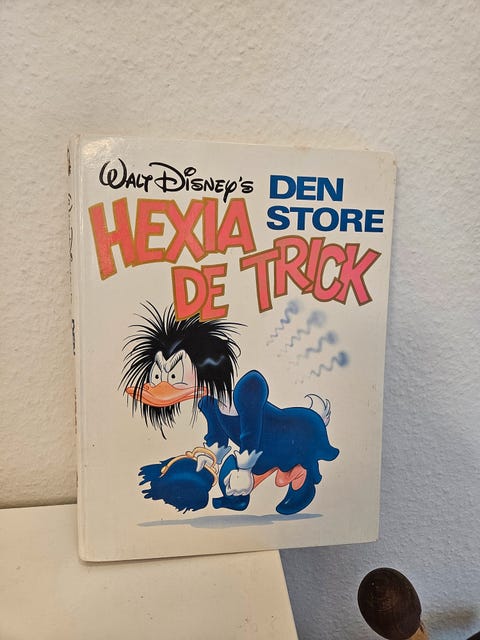 WALT DISNEY'S DEN
STORE
HEXIA
DE TRICK